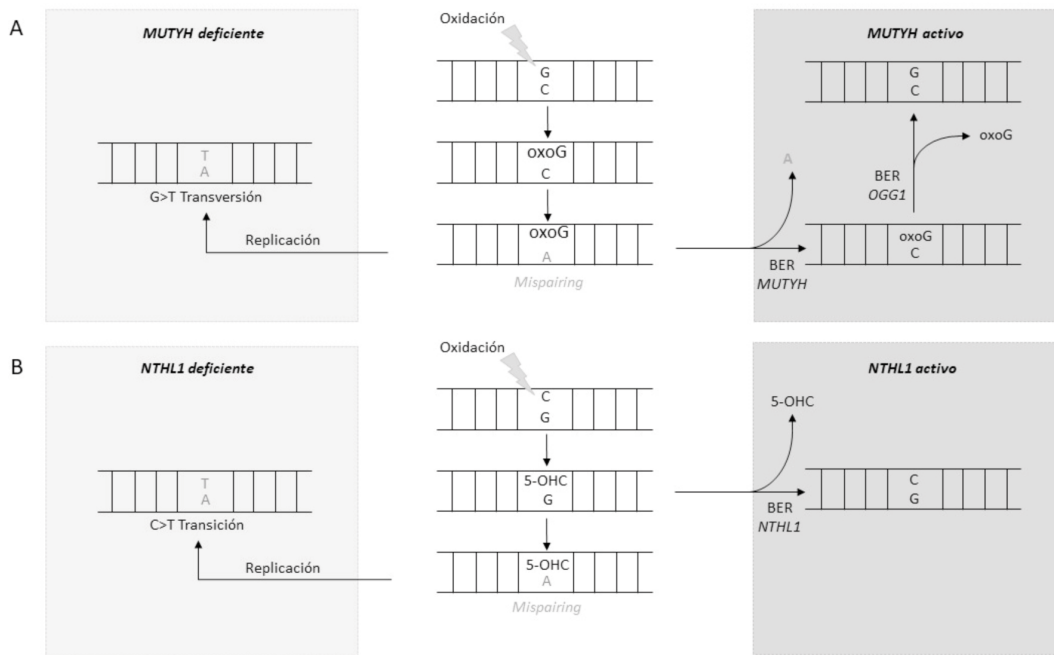 A
MUTYH deficiente
T
A
G>T Transversión
Replicación
Oxidación
G
C
oxoG
C
oxoG
A
Mispairing
MUTYH activo
G
C
oxoG
A
BER
OGG1
oxoG
C
BER
MUTYH
B
NTHL1 deficiente
T
A
C>T Transición
Replicación
Oxidación
C
G
5-OHC
G
5-OHC
A
Mispairing
NTHL1 activo
5-OHC
C
G
BER
NTHL1